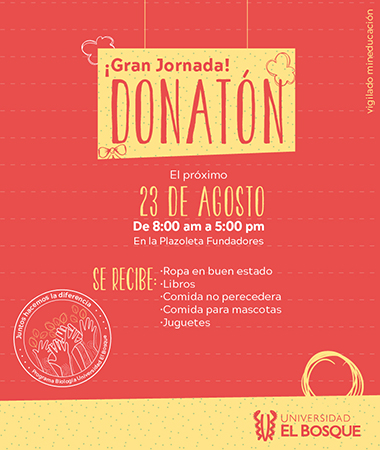 vigilado mineducación
¡Gran Jornada!
DONATÓN
El próximo
23 DE AGOSTO
De 8:00 am a 5:00 pm
En la Plazoleta Fundadores
SE RECIBE:
·Ropa en buen estado
·Libros
·Comida no perecedera
·Comida para mascotas
·Juguetes
Juntos hacemos la diferencia
Programa Biología Universidad El Bosque
UNIVERSIDAD
EL BOSQUE